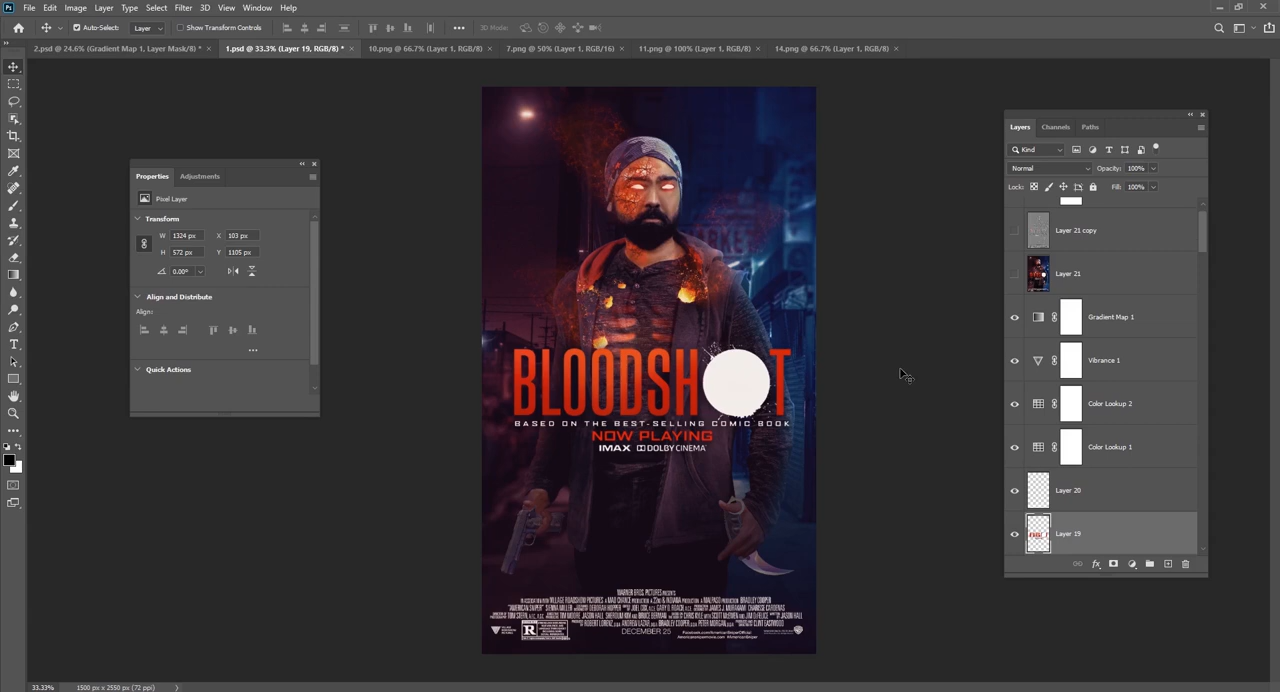 File Edit Image Layer Type Select Filter 3D View Window Help
Auto-Select: Layer Show Transform Controls 3D Mode:
2.psd @ 24.6% (Gradient Map 1, Layer Mask/8) * 1.psd @ 33.3% (Layer 19, RGB/8) * 10.png @ 66.7% (Layer 1, RGB/8) 7.png @ 50% (Layer 1, RGB/16) 11.png @ 100% (Layer 1, RGB/8) 14.png @ 66.7% (Layer 1, RGB/8)
Properties Adjustments
Pixel Layer
Transform
W 1324 px X 103 px
H 572 px Y 1105 px
0.00°
Align and Distribute
Align:
Quick Actions
BLOODSHOT
BASED ON THE BEST-SELLING COMIC BOOK
NOW PLAYING
IMAX DOLBY CINEMA
WARNER BROS. PICTURES PRESENTS
DECEMBER 25
R
Layers Channels Paths
Kind
Normal Opacity: 100%
Lock: Fill: 100%
Layer 21 copy
Layer 21
Gradient Map 1
Vibrance 1
Color Lookup 2
Color Lookup 1
Layer 20
Layer 19
33.33% 1500 px x 2550 px (72 ppi)